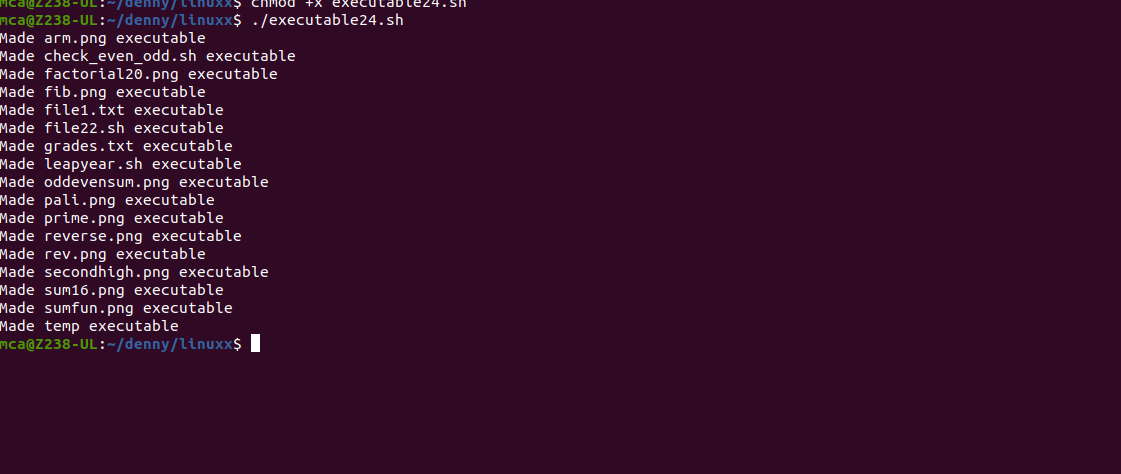 mca@Z238-UL:~/denny/linuxx$ chmod +x executable24.sh
mca@Z238-UL:~/denny/linuxx$ ./executable24.sh
Made arm.png executable
Made check_even_odd.sh executable
Made factorial20.png executable
Made fib.png executable
Made file1.txt executable
Made file22.sh executable
Made grades.txt executable
Made leapyear.sh executable
Made oddevensum.png executable
Made pali.png executable
Made prime.png executable
Made reverse.png executable
Made rev.png executable
Made secondhigh.png executable
Made sum16.png executable
Made sumfun.png executable
Made temp executable
mca@Z238-UL:~/denny/linuxx$